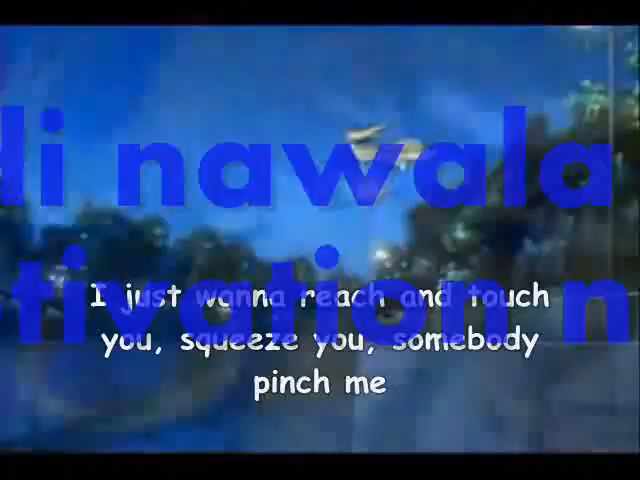 di nawala
tivation n
I just wanna reach and touch
you, squeeze you, somebody
pinch me